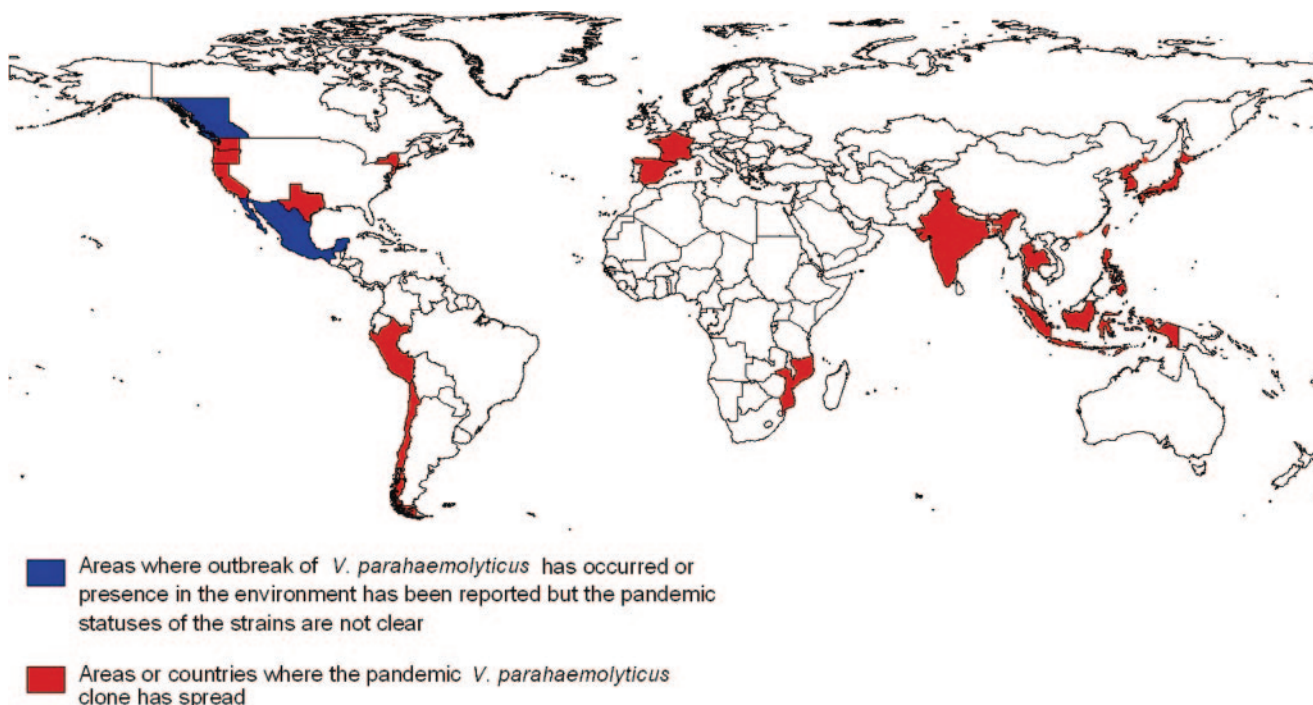 Areas where outbreak of V. parahaemolyticus has occurred or
presence in the environment has been reported but the pandemic
statuses of the strains are not clear
Areas or countries where the pandemic V. parahaemolyticus
clone has spread